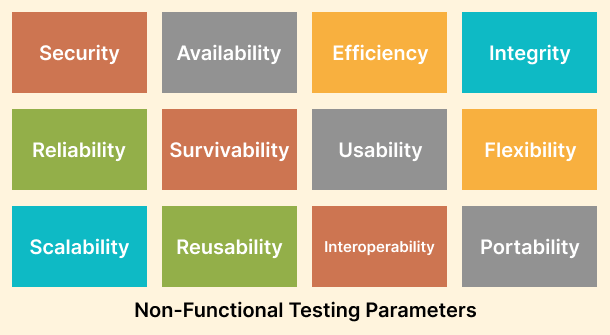 Security
Availability
Efficiency
Integrity
Reliability
Survivability
Usability
Flexibility
Scalability
Reusability
Interoperability
Portability
Non-Functional Testing Parameters